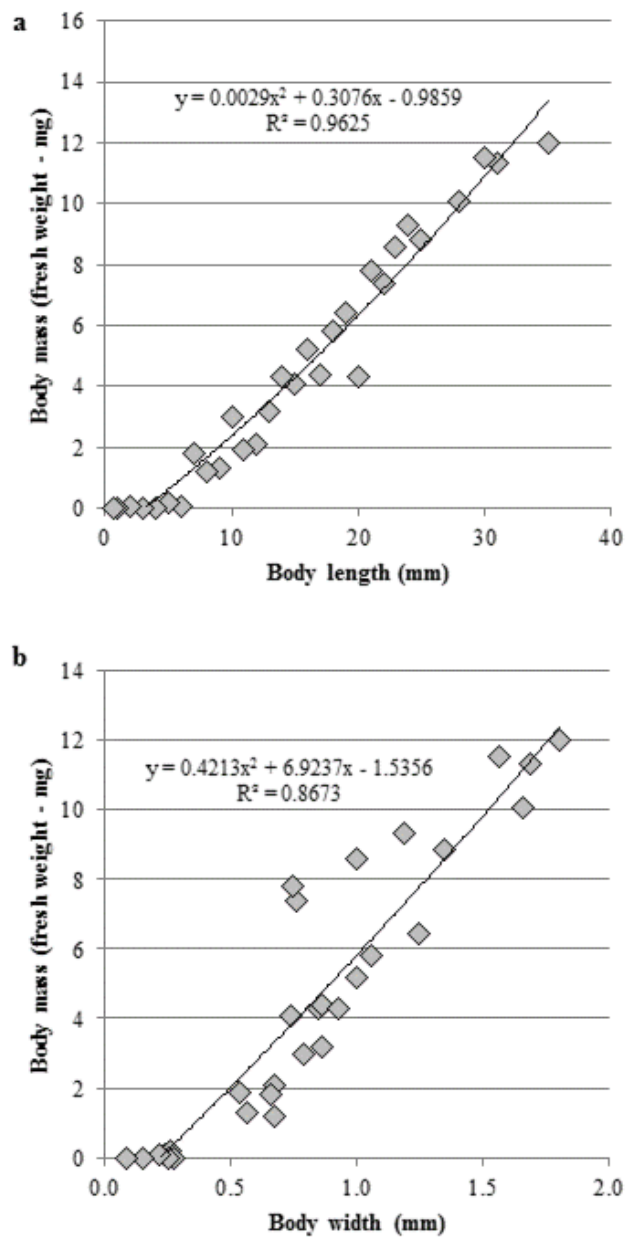 a
16
14
12
10
8
6
4
2
0
y = 0.0029x² + 0.3076x - 0.9859
R² = 0.9625
Body mass (fresh weight - mg)
0 10 20 30 40
Body length (mm)
b
14
12
10
8
6
4
2
0
y = 0.4213x² + 6.9237x - 1.5356
R² = 0.8673
Body mass (fresh weight - mg)
0.0 0.5 1.0 1.5 2.0
Body width (mm)